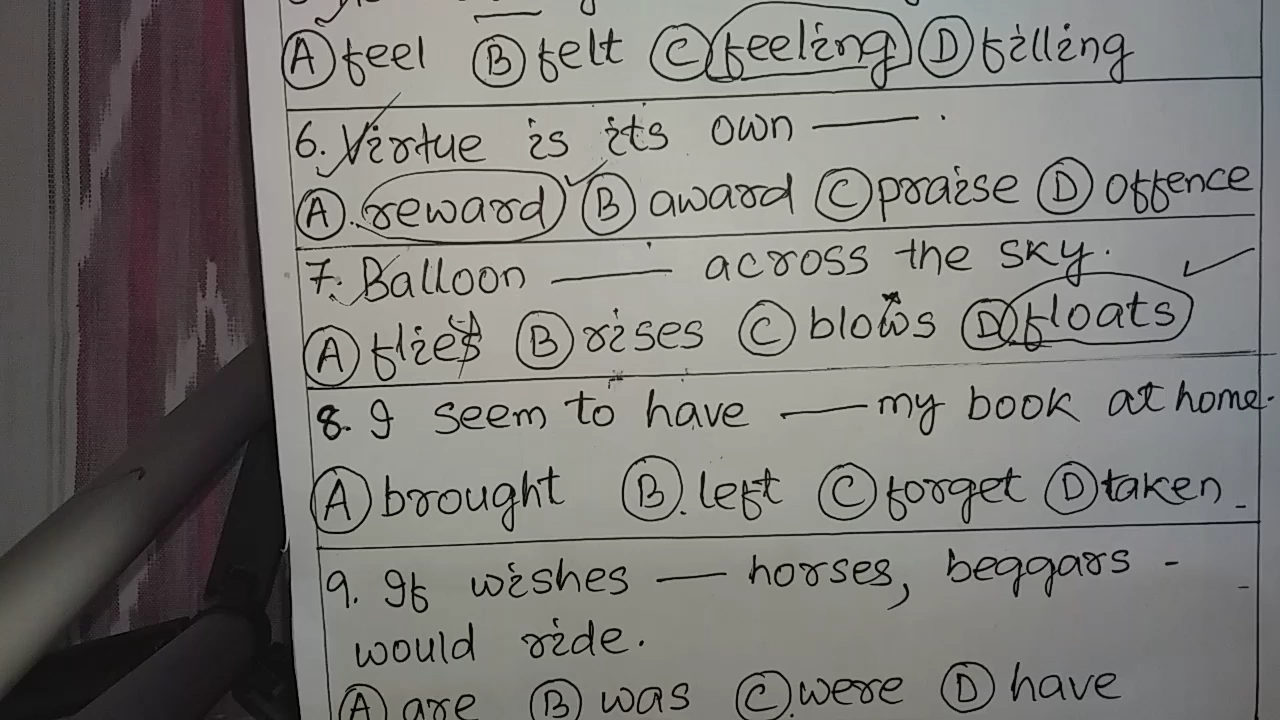 (A) feel (B) felt (C) feeling (D) filling
6. Virtue is its own ——.
(A). reward (B) award (C) praise (D) offence
7. Balloon —— across the sky.
(A) flies (B) rises (C) blows (D) floats
8. I seem to have —— my book at home.
(A) brought (B). left (C) forget (D) taken
9. If wishes —— horses, beggars -
would ride.
(A) are (B) was (C). were (D) have